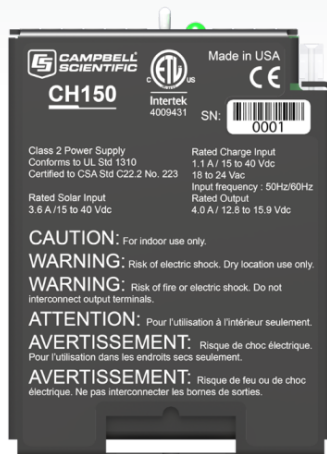 CAMPBELL SCIENTIFIC
CH150
C ETL US
Intertek
4009431
Made in USA
CE
SN: 0001
Class 2 Power Supply
Conforms to UL Std 1310
Certified to CSA Std C22.2 No. 223
Rated Solar Input
3.6 A /15 to 40 Vdc
Rated Charge Input
1.1 A / 15 to 40 Vdc
18 to 24 Vac
Input frequency : 50Hz/60Hz
Rated Output
4.0 A / 12.8 to 15.9 Vdc
CAUTION: For indoor use only.
WARNING: Risk of electric shock. Dry location use only.
WARNING: Risk of fire or electric shock. Do not
interconnect output terminals.
ATTENTION: Pour l'utilisation à l'intérieur seulement.
AVERTISSEMENT: Risque de choc électrique.
Pour l'utilisation dans les endroits secs seulement.
AVERTISSEMENT: Risque de feu ou de choc
électrique. Ne pas interconnecter les bornes de sorties.